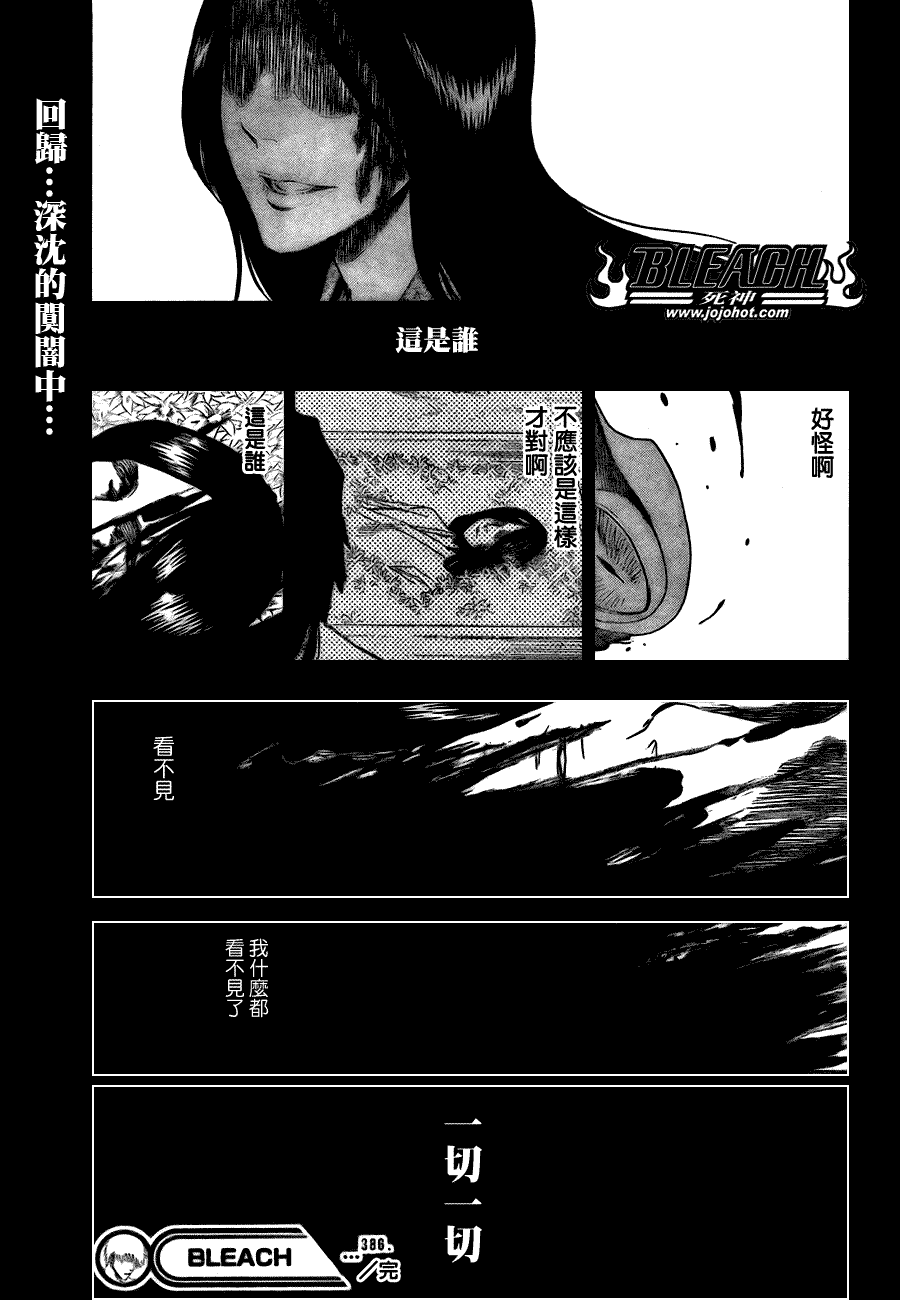 BLEACH
死神
www.jojohot.com
這是誰
好怪啊
不應該是這樣
才對啊
這是誰
看不見
我什麼都
看不見了
一切一切
回歸…深沈的闃闇中…
BLEACH
…386.
/完